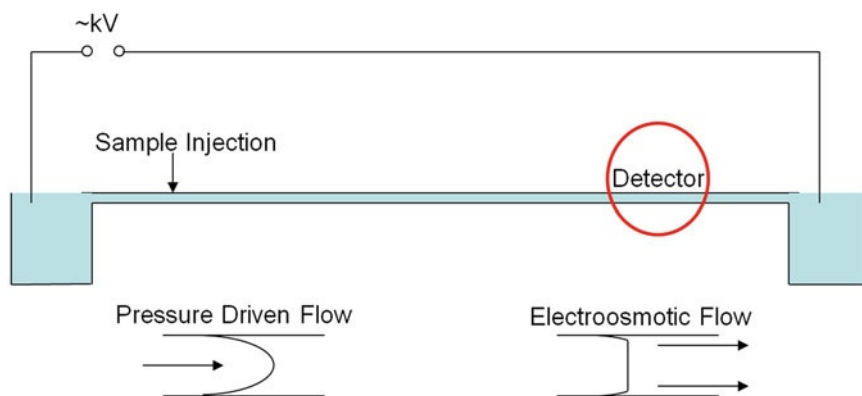 ~kV
Sample Injection
Detector
Pressure Driven Flow
Electroosmotic Flow